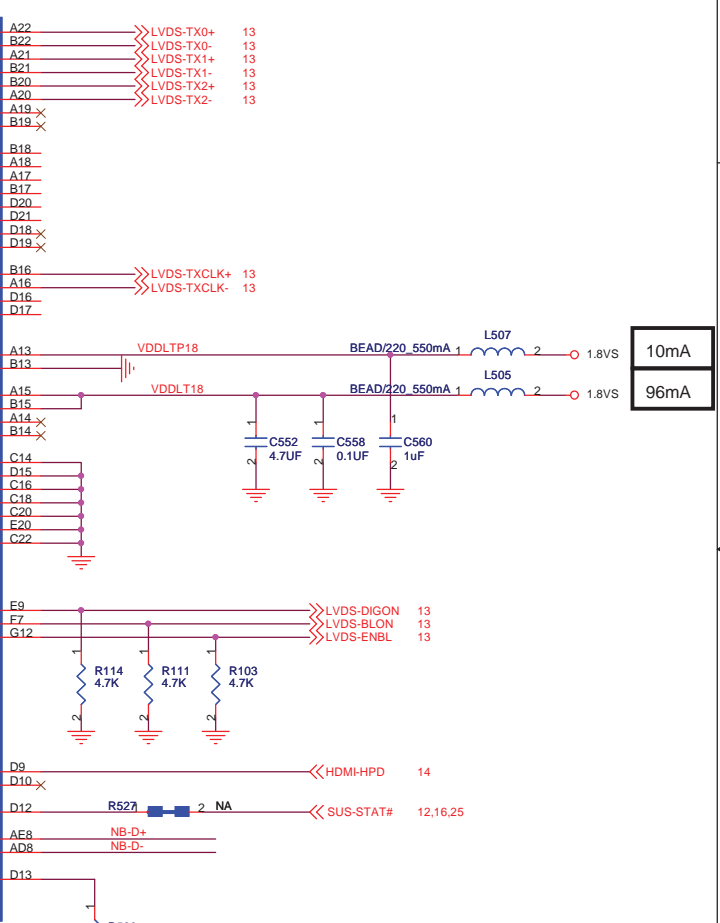 A22 LVDS-TX0+ 13
B22 LVDS-TX0- 13
A21 LVDS-TX1+ 13
B21 LVDS-TX1- 13
B20 LVDS-TX2+ 13
A20 LVDS-TX2- 13
A19
B19
B18
A18
A17
B17
D20
D21
D18
D19
B16 LVDS-TXCLK+ 13
A16 LVDS-TXCLK- 13
D16
D17
L507
A13 VDDLTP18 BEAD/220_550mA 1 2 1.8VS 10mA
B13
L505
A15 VDDLT18 BEAD/220_550mA 1 2 1.8VS 96mA
B15
A14
B14
1 C552 4.7UF 2
1 C558 0.1UF 2
1 C560 1uF 2
C14
D15
C16
C18
C20
E20
C22
E9 LVDS-DIGON 13
F7 LVDS-BLON 13
G12 LVDS-ENBL 13
1 R114 4.7K 2
1 R111 4.7K 2
1 R103 4.7K 2
D9 HDMI-HPD 14
D10
D12 R527 1 2 NA SUS-STAT# 12,16,25
AE8 NB-D+
AD8 NB-D-
D13
1